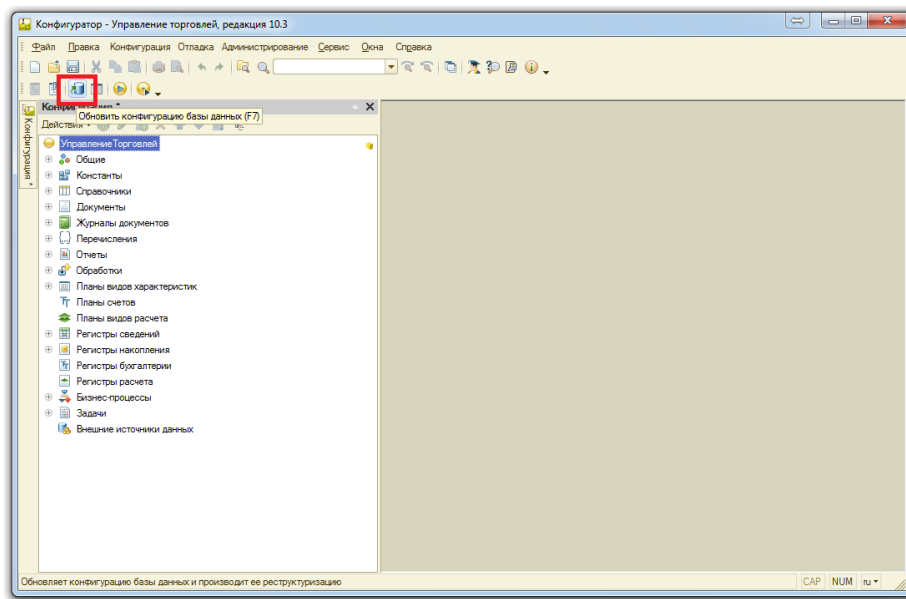 Конфигуратор - Управление торговлей, редакция 10.3
Файл Правка Конфигурация Отладка Администрирование Сервис Окна Справка
Конфигурация *
Обновить конфигурацию базы данных (F7)
Действия
Конфигурация *
УправлениеТорговлей
Общие
Константы
Справочники
Документы
Журналы документов
Перечисления
Отчеты
Обработки
Планы видов характеристик
Планы счетов
Планы видов расчета
Регистры сведений
Регистры накопления
Регистры бухгалтерии
Регистры расчета
Бизнес-процессы
Задачи
Внешние источники данных
Обновляет конфигурацию базы данных и производит ее реструктуризацию
CAP NUM ru